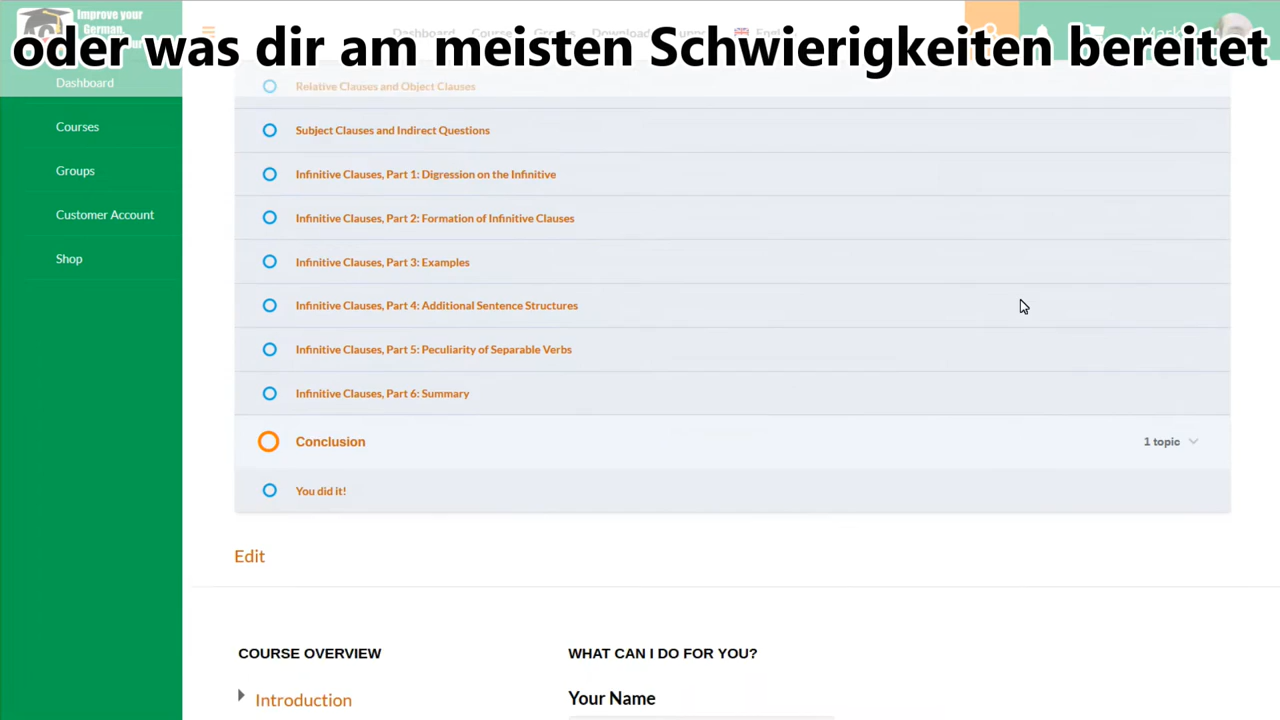 Improve your
German.
oder was dir am meisten Schwierigkeiten bereitet
Dashboard
Courses
Groups
Customer Account
Shop
Relative Clauses and Object Clauses
Subject Clauses and Indirect Questions
Infinitive Clauses, Part 1: Digression on the Infinitive
Infinitive Clauses, Part 2: Formation of Infinitive Clauses
Infinitive Clauses, Part 3: Examples
Infinitive Clauses, Part 4: Additional Sentence Structures
Infinitive Clauses, Part 5: Peculiarity of Separable Verbs
Infinitive Clauses, Part 6: Summary
Conclusion
1 topic
You did it!
Edit
COURSE OVERVIEW
Introduction
WHAT CAN I DO FOR YOU?
Your Name